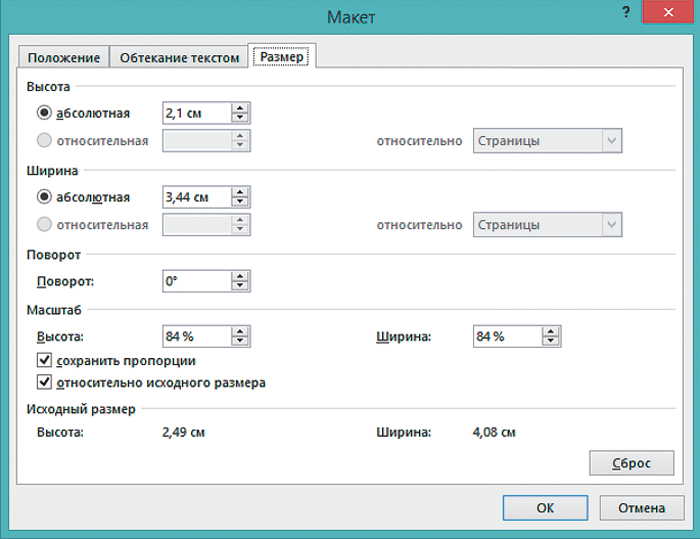 Макет ?
Положение Обтекание текстом Размер
Высота
абсолютная 2,1 см
относительная относительно Страницы
Ширина
абсолютная 3,44 см
относительная относительно Страницы
Поворот
Поворот: 0°
Масштаб
Высота: 84 % Ширина: 84 %
сохранить пропорции
относительно исходного размера
Исходный размер
Высота: 2,49 см Ширина: 4,08 см
Сброс
ОК Отмена